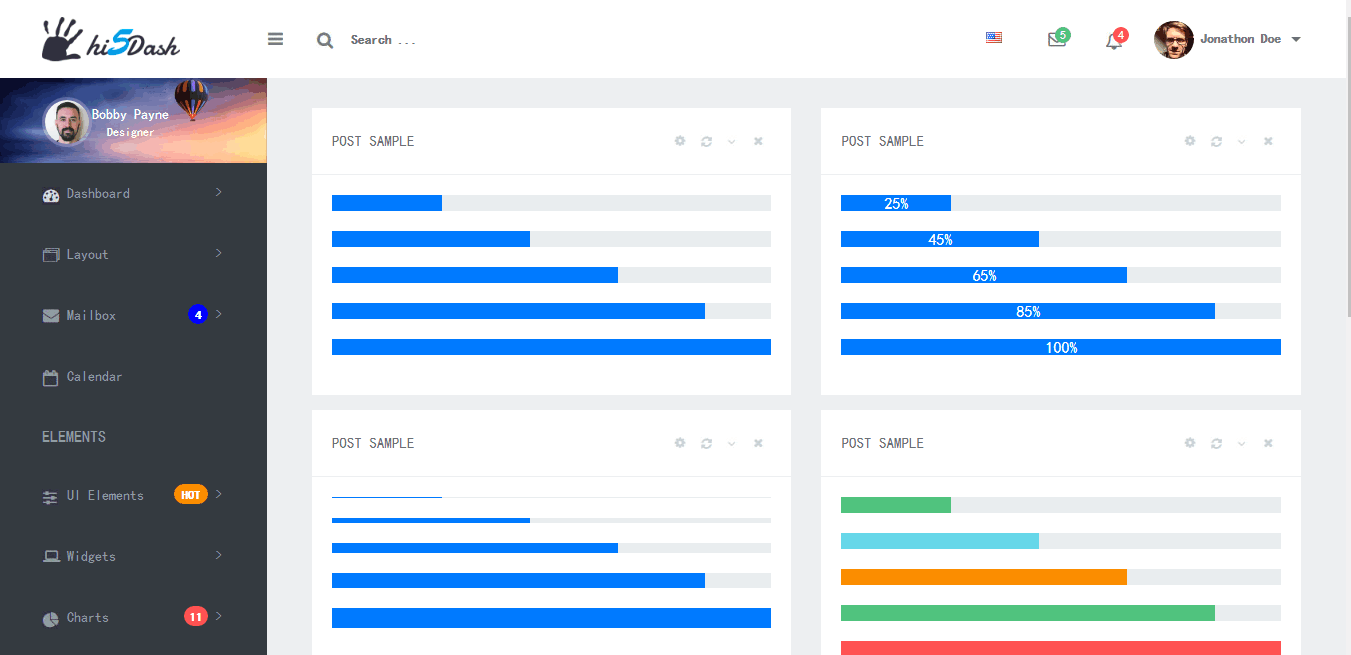 hi5Dash
Search ...
5
4
Jonathon Doe
Bobby Payne
Designer
Dashboard
Layout
Mailbox 4
Calendar
ELEMENTS
UI Elements HOT
Widgets
Charts 11
POST SAMPLE
POST SAMPLE
25%
45%
65%
85%
100%
POST SAMPLE
POST SAMPLE